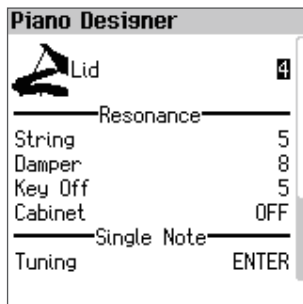 Piano Designer
Lid 4
Resonance
String 5
Damper 8
Key Off 5
Cabinet OFF
Single Note
Tuning ENTER